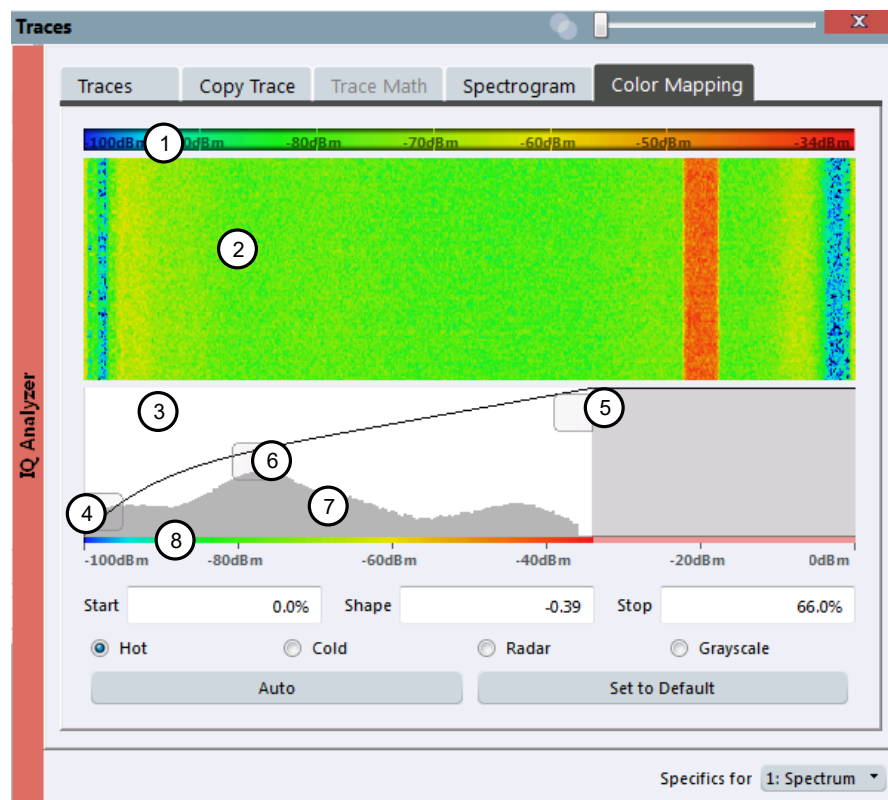 Traces
Traces Copy Trace Trace Math Spectrogram Color Mapping
-100dBm 1 0dBm -80dBm -70dBm -60dBm -50dBm -34dBm
2
3
5
6
4
7
8
-100dBm -80dBm -60dBm -40dBm -20dBm 0dBm
Start 0.0% Shape -0.39 Stop 66.0%
Hot Cold Radar Grayscale
Auto Set to Default
IQ Analyzer
Specifics for 1: Spectrum